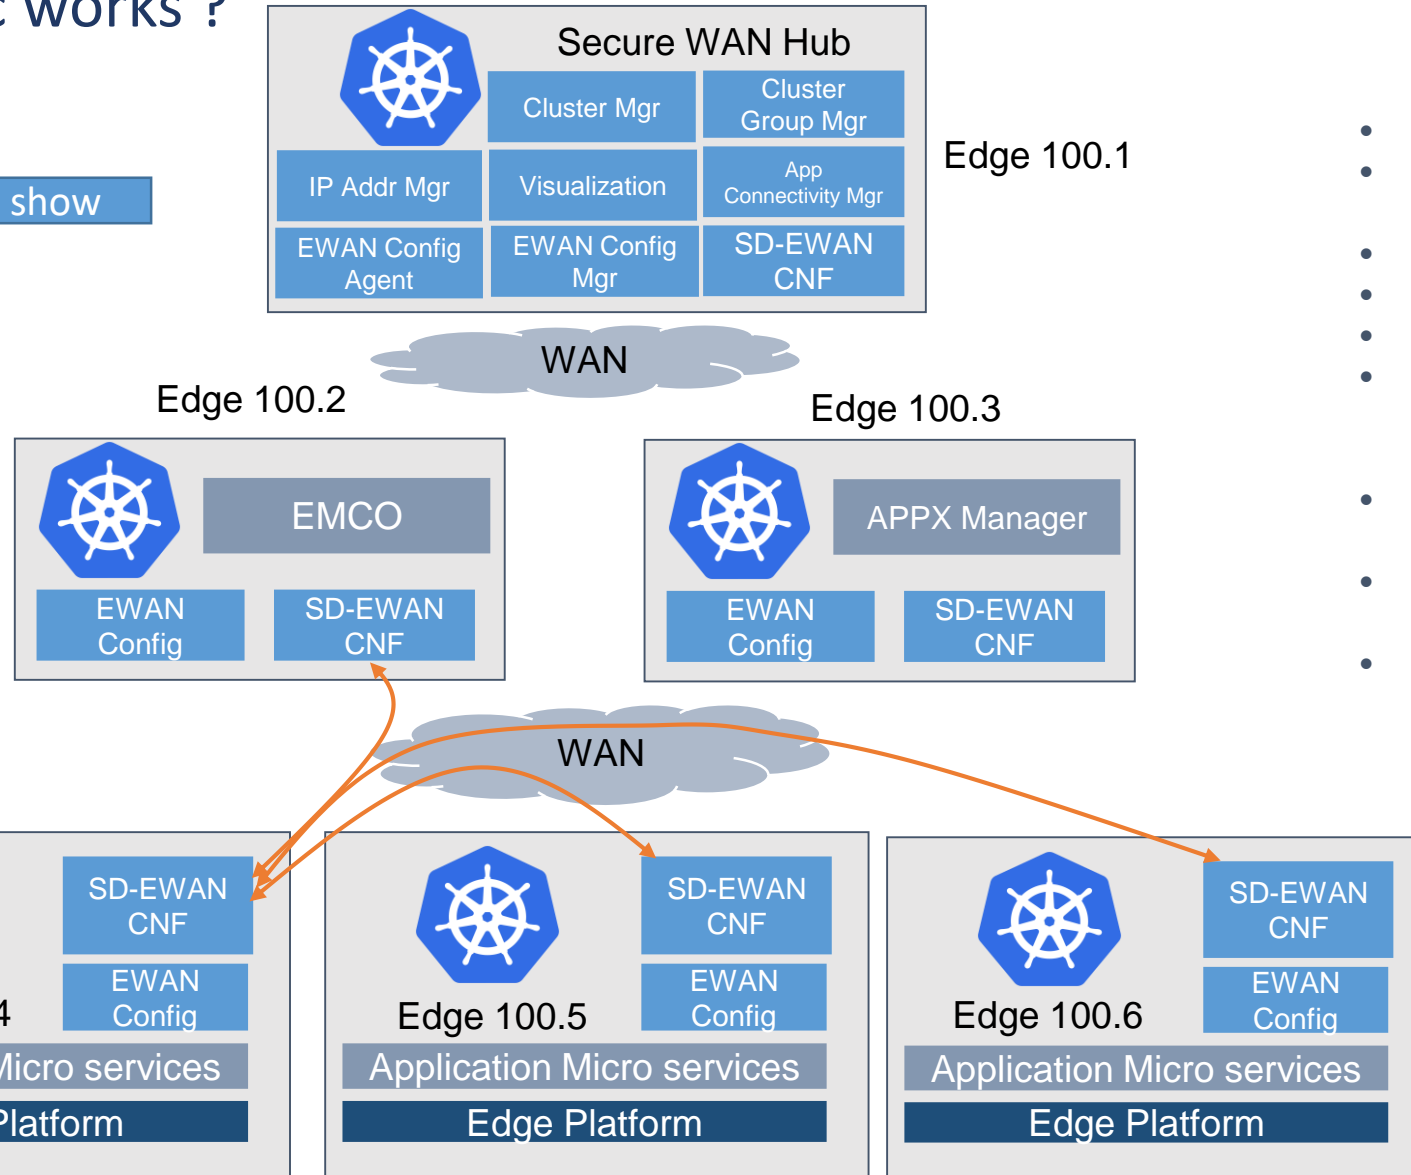 works ?
Secure WAN Hub
Cluster Mgr
Cluster
Group Mgr
Edge 100.1
IP Addr Mgr
Visualization
App
Connectivity Mgr
show
EWAN Config
Agent
EWAN Config
Mgr
SD-EWAN
CNF
WAN
Edge 100.2
Edge 100.3
EMCO
APPX Manager
EWAN
Config
SD-EWAN
CNF
EWAN
Config
SD-EWAN
CNF
WAN
SD-EWAN
CNF
SD-EWAN
CNF
SD-EWAN
CNF
EWAN
Config
EWAN
Config
EWAN
Config
4
Edge 100.5
Edge 100.6
Micro services
Application Micro services
Application Micro services
Platform
Edge Platform
Edge Platform